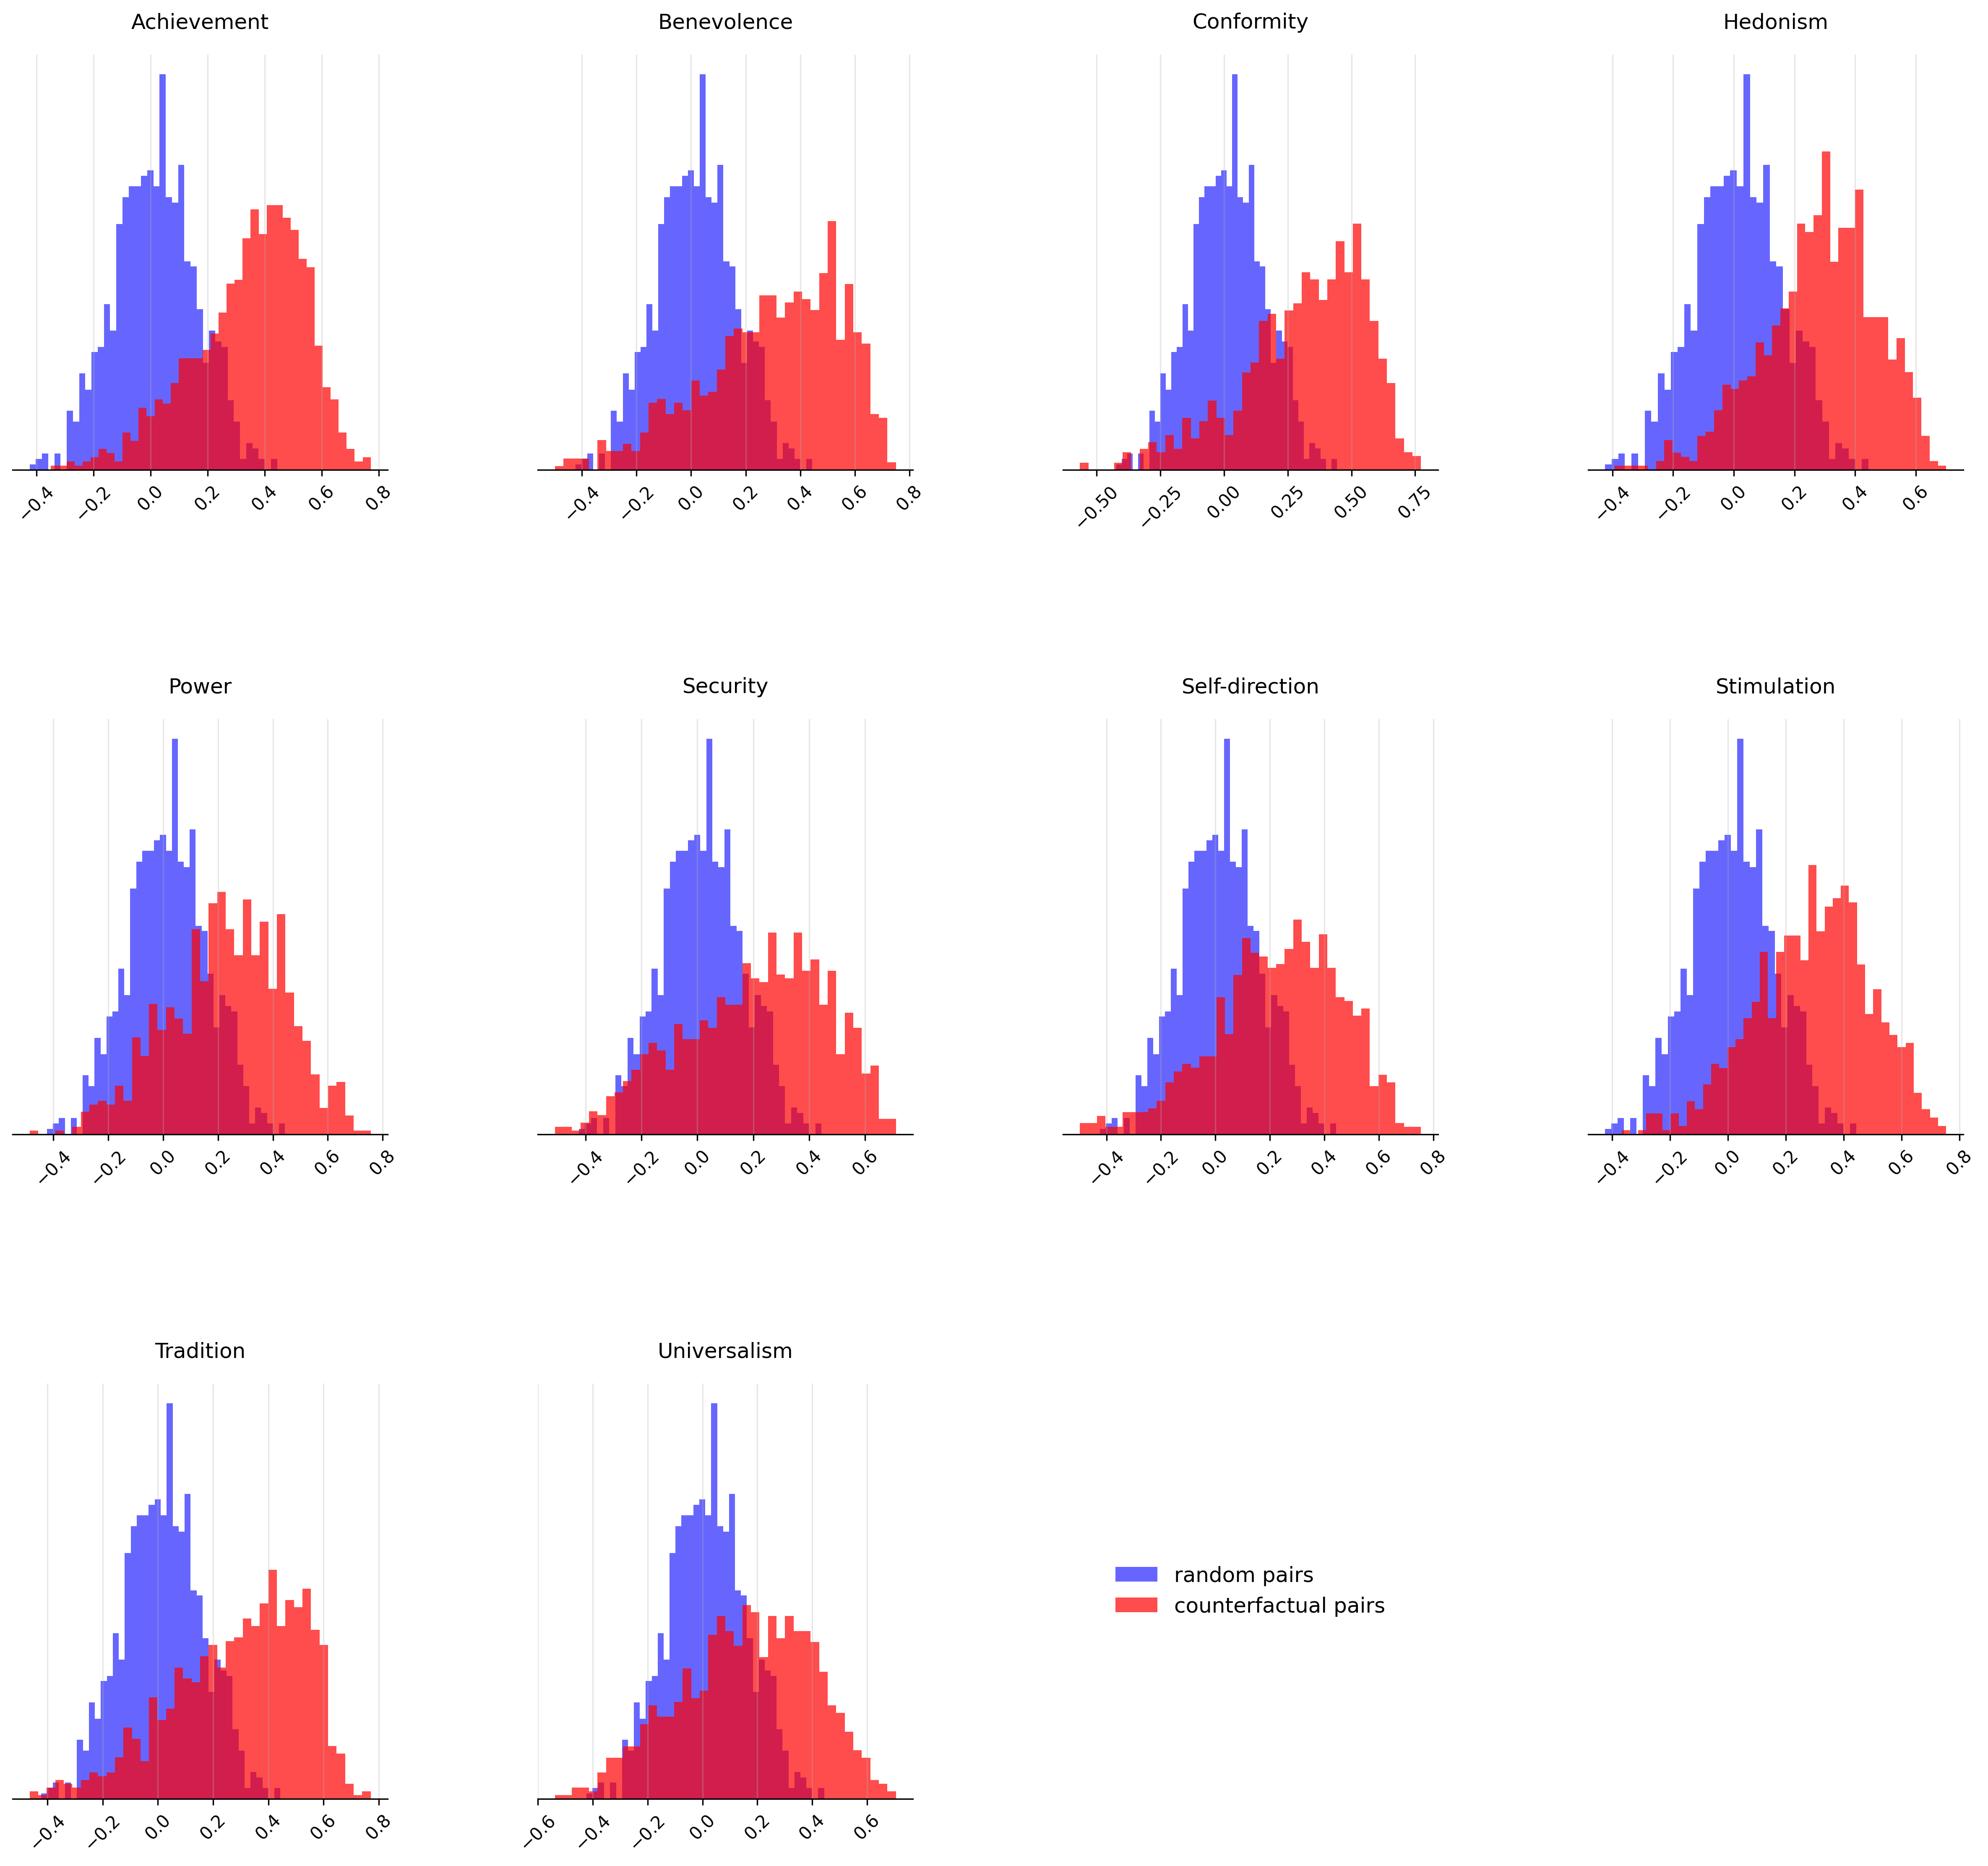 Achievement Benevolence Conformity Hedonism
−0.4 −0.2 0.0 0.2 0.4 0.6 0.8 −0.4 −0.2 0.0 0.2 0.4 0.6 0.8 −0.50 −0.25 0.00 0.25 0.50 0.75 −0.4 −0.2 0.0 0.2 0.4 0.6
Power Security Self-direction Stimulation
−0.4 −0.2 0.0 0.2 0.4 0.6 0.8 −0.4 −0.2 0.0 0.2 0.4 0.6 −0.4 −0.2 0.0 0.2 0.4 0.6 0.8 −0.4 −0.2 0.0 0.2 0.4 0.6 0.8
Tradition Universalism
random pairs
counterfactual pairs
−0.4 −0.2 0.0 0.2 0.4 0.6 0.8 −0.6 −0.4 −0.2 0.0 0.2 0.4 0.6